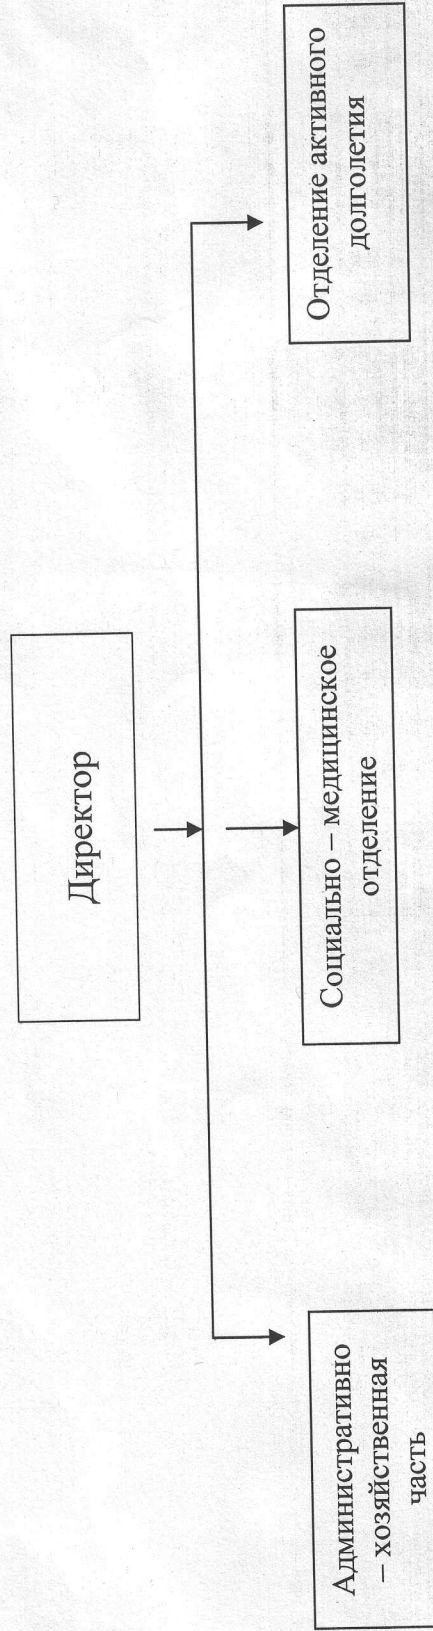 Директор
Административно
– хозяйственная
часть
Социально – медицинское
отделение
Отделение активного
долголетия